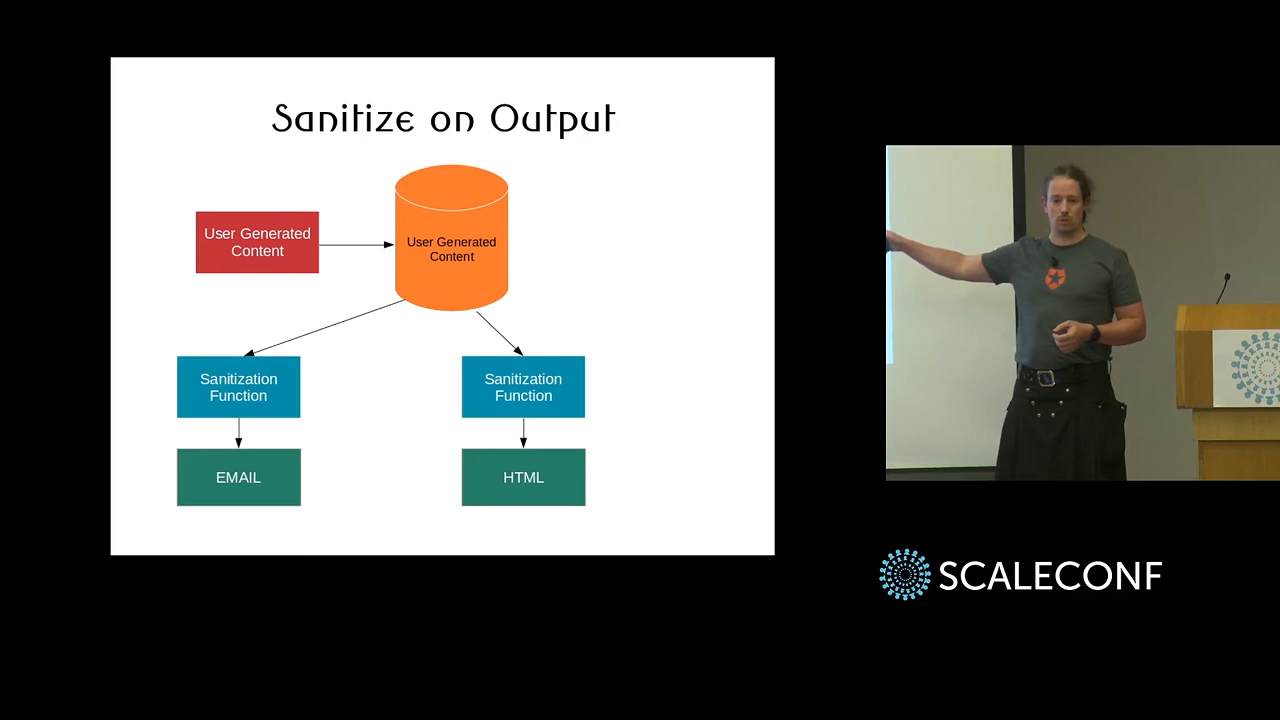 Sanitize on Output
User Generated
Content
User Generated
Content
Sanitization
Function
Sanitization
Function
EMAIL
HTML
SCALECONF